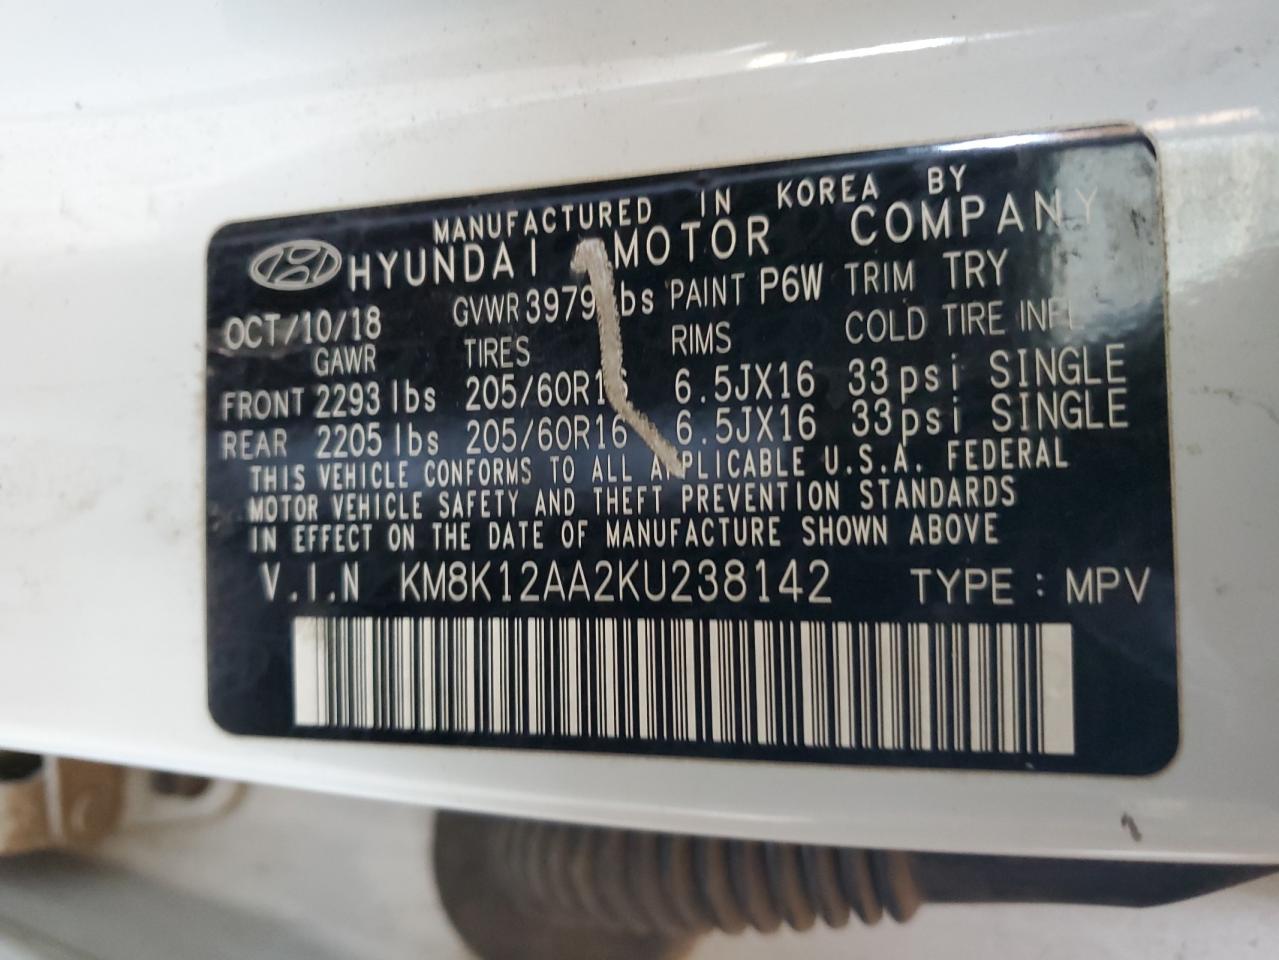 MANUFACTURED IN KOREA BY
HYUNDAI MOTOR COMPANY
OCT/10/18 GVWR 3979 lbs PAINT P6W TRIM TRY
GAWR TIRES RIMS COLD TIRE INFL
FRONT 2293 lbs 205/60R16 6.5JX16 33psi SINGLE
REAR 2205 lbs 205/60R16 6.5JX16 33psi SINGLE
THIS VEHICLE CONFORMS TO ALL APPLICABLE U.S.A. FEDERAL
MOTOR VEHICLE SAFETY AND THEFT PREVENTION STANDARDS
IN EFFECT ON THE DATE OF MANUFACTURE SHOWN ABOVE
V.I.N KM8K12AA2KU238142 TYPE : MPV